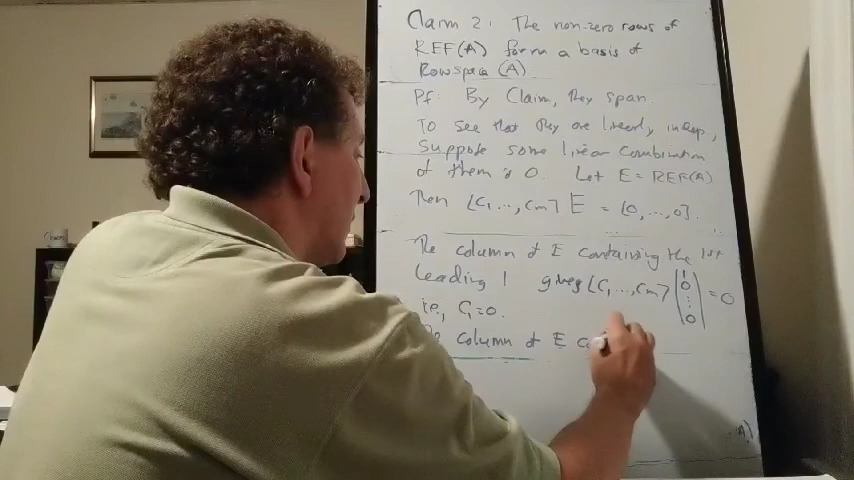 Claim 2: The non-zero rows of
REF(A) form a basis of
Rowspace (A)
Pf: By Claim, they span.
To see that they are linearly indep,
suppose some linear combination
of them is 0. Let E = REF(A)
Then [C1, ..., Cm] E = [0, ..., 0].
The column of E containing the 1st
leading 1 gives [C1, ..., Cm] (1 0 ⋮ 0) = 0
i.e., C1 = 0.
column of E co
A)